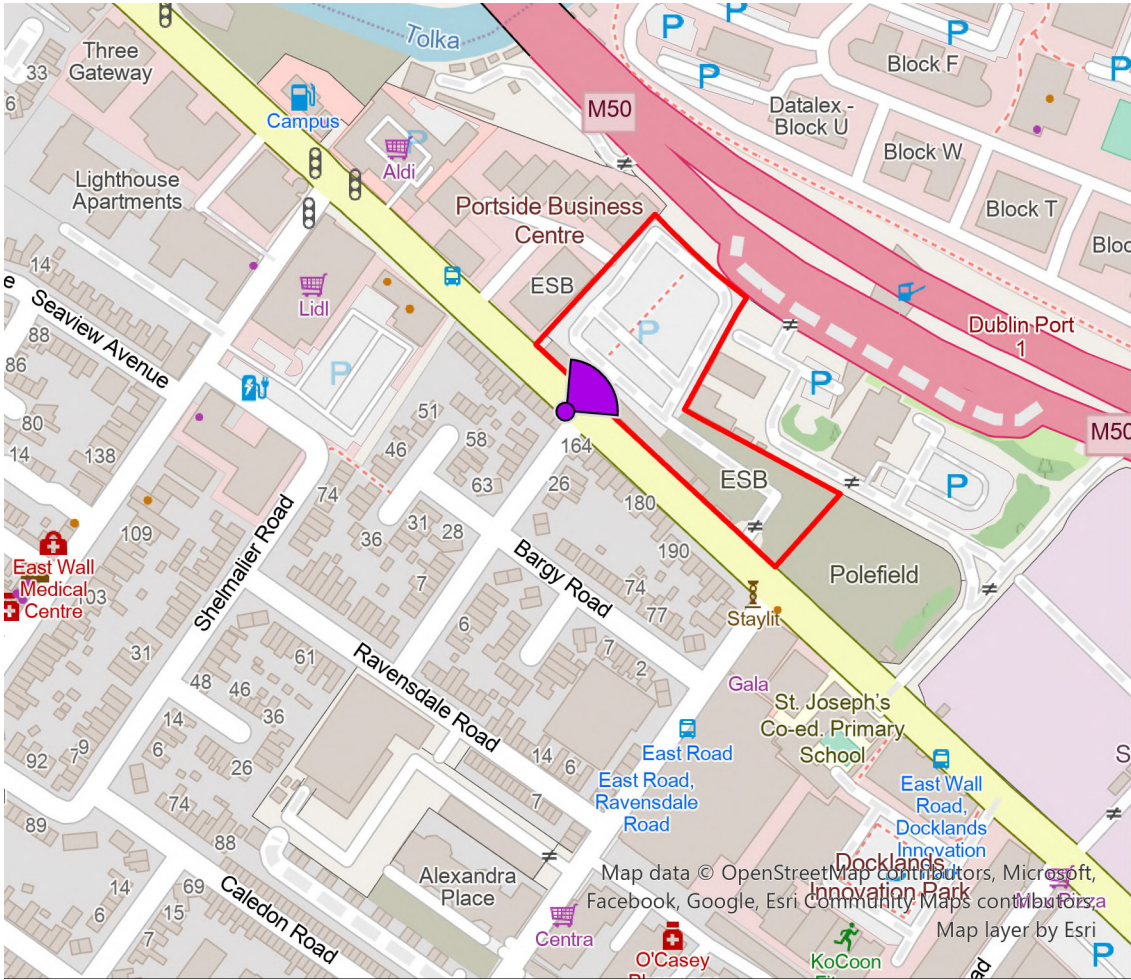 Tolka
Three
Gateway
33
6
Campus
P
P
P
P
P
P
Block F
M50
Datalex -
Block U
Block W
Block T
Aldi
Lighthouse
Apartments
Portside Business
Centre
ESB
14
Lidl
Seaview Avenue
88
86
P
P
Dublin Port
1
P
M50
80
14
138
51
46
58
63
164
26
180
ESB
P
74
31
28
36
109
190
Polefield
East Wall
Medical
Centre
103
Shelmalier Road
7
Bargy Road
74
77
Staylit
31
61
6
7
2
48
46
36
14
6
26
Ravensdale Road
Gala
St. Joseph's
Co-ed. Primary
School
92
7
9
14
6
East Road
East Road,
Ravensdale
Road
East Wall
Road,
Docklands
Innovation
74
7
89
88
Docklands
Innovation Park
Alexandra
Place
Map data © OpenStreetMap contributors, Microsoft,
Facebook, Google, Esri Community Maps contributors,
Map layer by Esri
14
69
6
15
7
Caledon Road
Centra
O'Casey
KoCoon
P